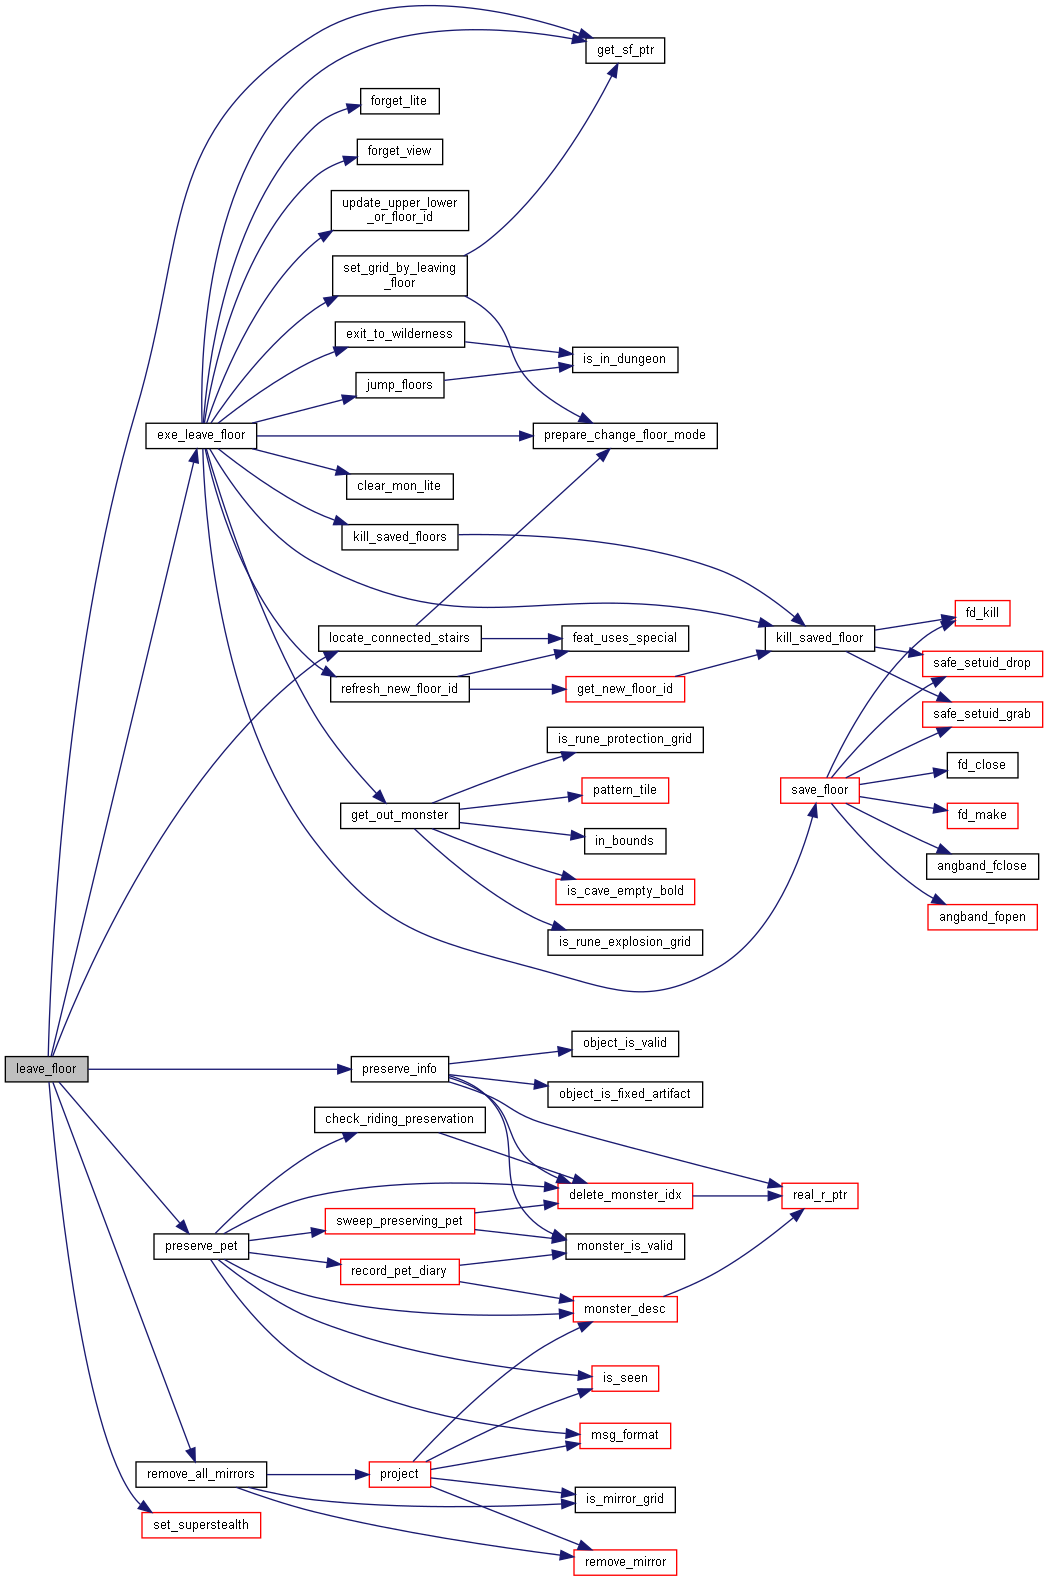 get_sf_ptr
forget_lite
forget_view
update_upper_lower
_or_floor_id
set_grid_by_leaving
_floor
exit_to_wilderness
is_in_dungeon
jump_floors
exe_leave_floor
prepare_change_floor_mode
clear_mon_lite
kill_saved_floors
fd_kill
locate_connected_stairs
feat_uses_special
kill_saved_floor
safe_setuid_drop
refresh_new_floor_id
get_new_floor_id
safe_setuid_grab
is_rune_protection_grid
fd_close
pattern_tile
save_floor
get_out_monster
fd_make
in_bounds
angband_fclose
is_cave_empty_bold
angband_fopen
is_rune_explosion_grid
object_is_valid
leave_floor
preserve_info
object_is_fixed_artifact
check_riding_preservation
delete_monster_idx
real_r_ptr
sweep_preserving_pet
preserve_pet
monster_is_valid
record_pet_diary
monster_desc
is_seen
msg_format
remove_all_mirrors
project
is_mirror_grid
set_superstealth
remove_mirror